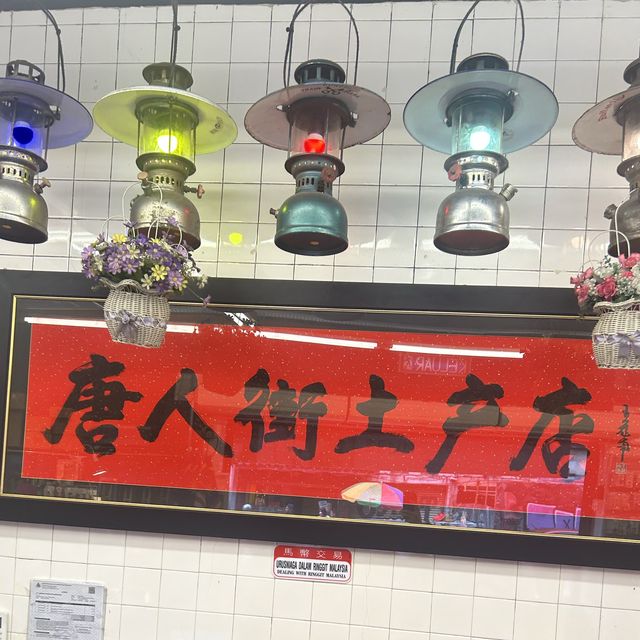 唐人街土产店
馬幣交易
URUSNIAGA DALAM RINGGIT MALAYSIA
DEALING WITH RINGGIT MALAYSIA